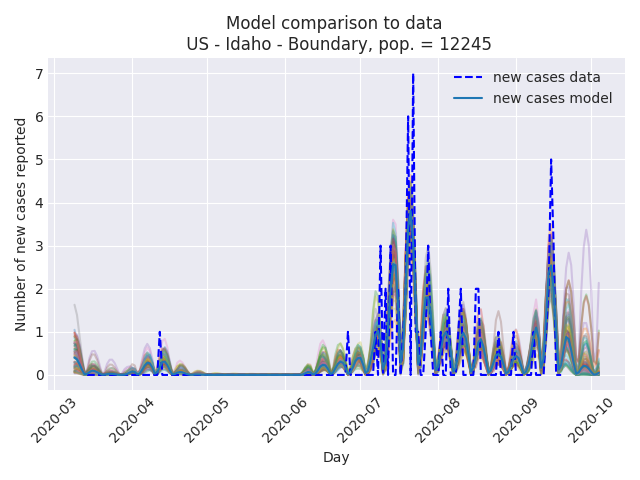 Model comparison to data
US - Idaho - Boundary, pop. = 12245
new cases data
new cases model
Number of new cases reported
7
6
5
4
3
2
1
0
2020-03
2020-04
2020-05
2020-06
2020-07
2020-08
2020-09
2020-10
Day